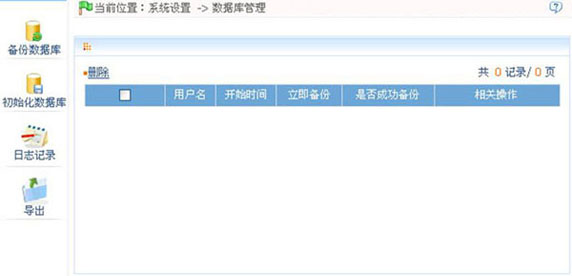 当前位置：系统设置 -> 数据库管理
备份数据库
初始化数据库
日志记录
导出
删除
共 0 记录/ 0 页
用户名 开始时间 立即备份 是否成功备份 相关操作